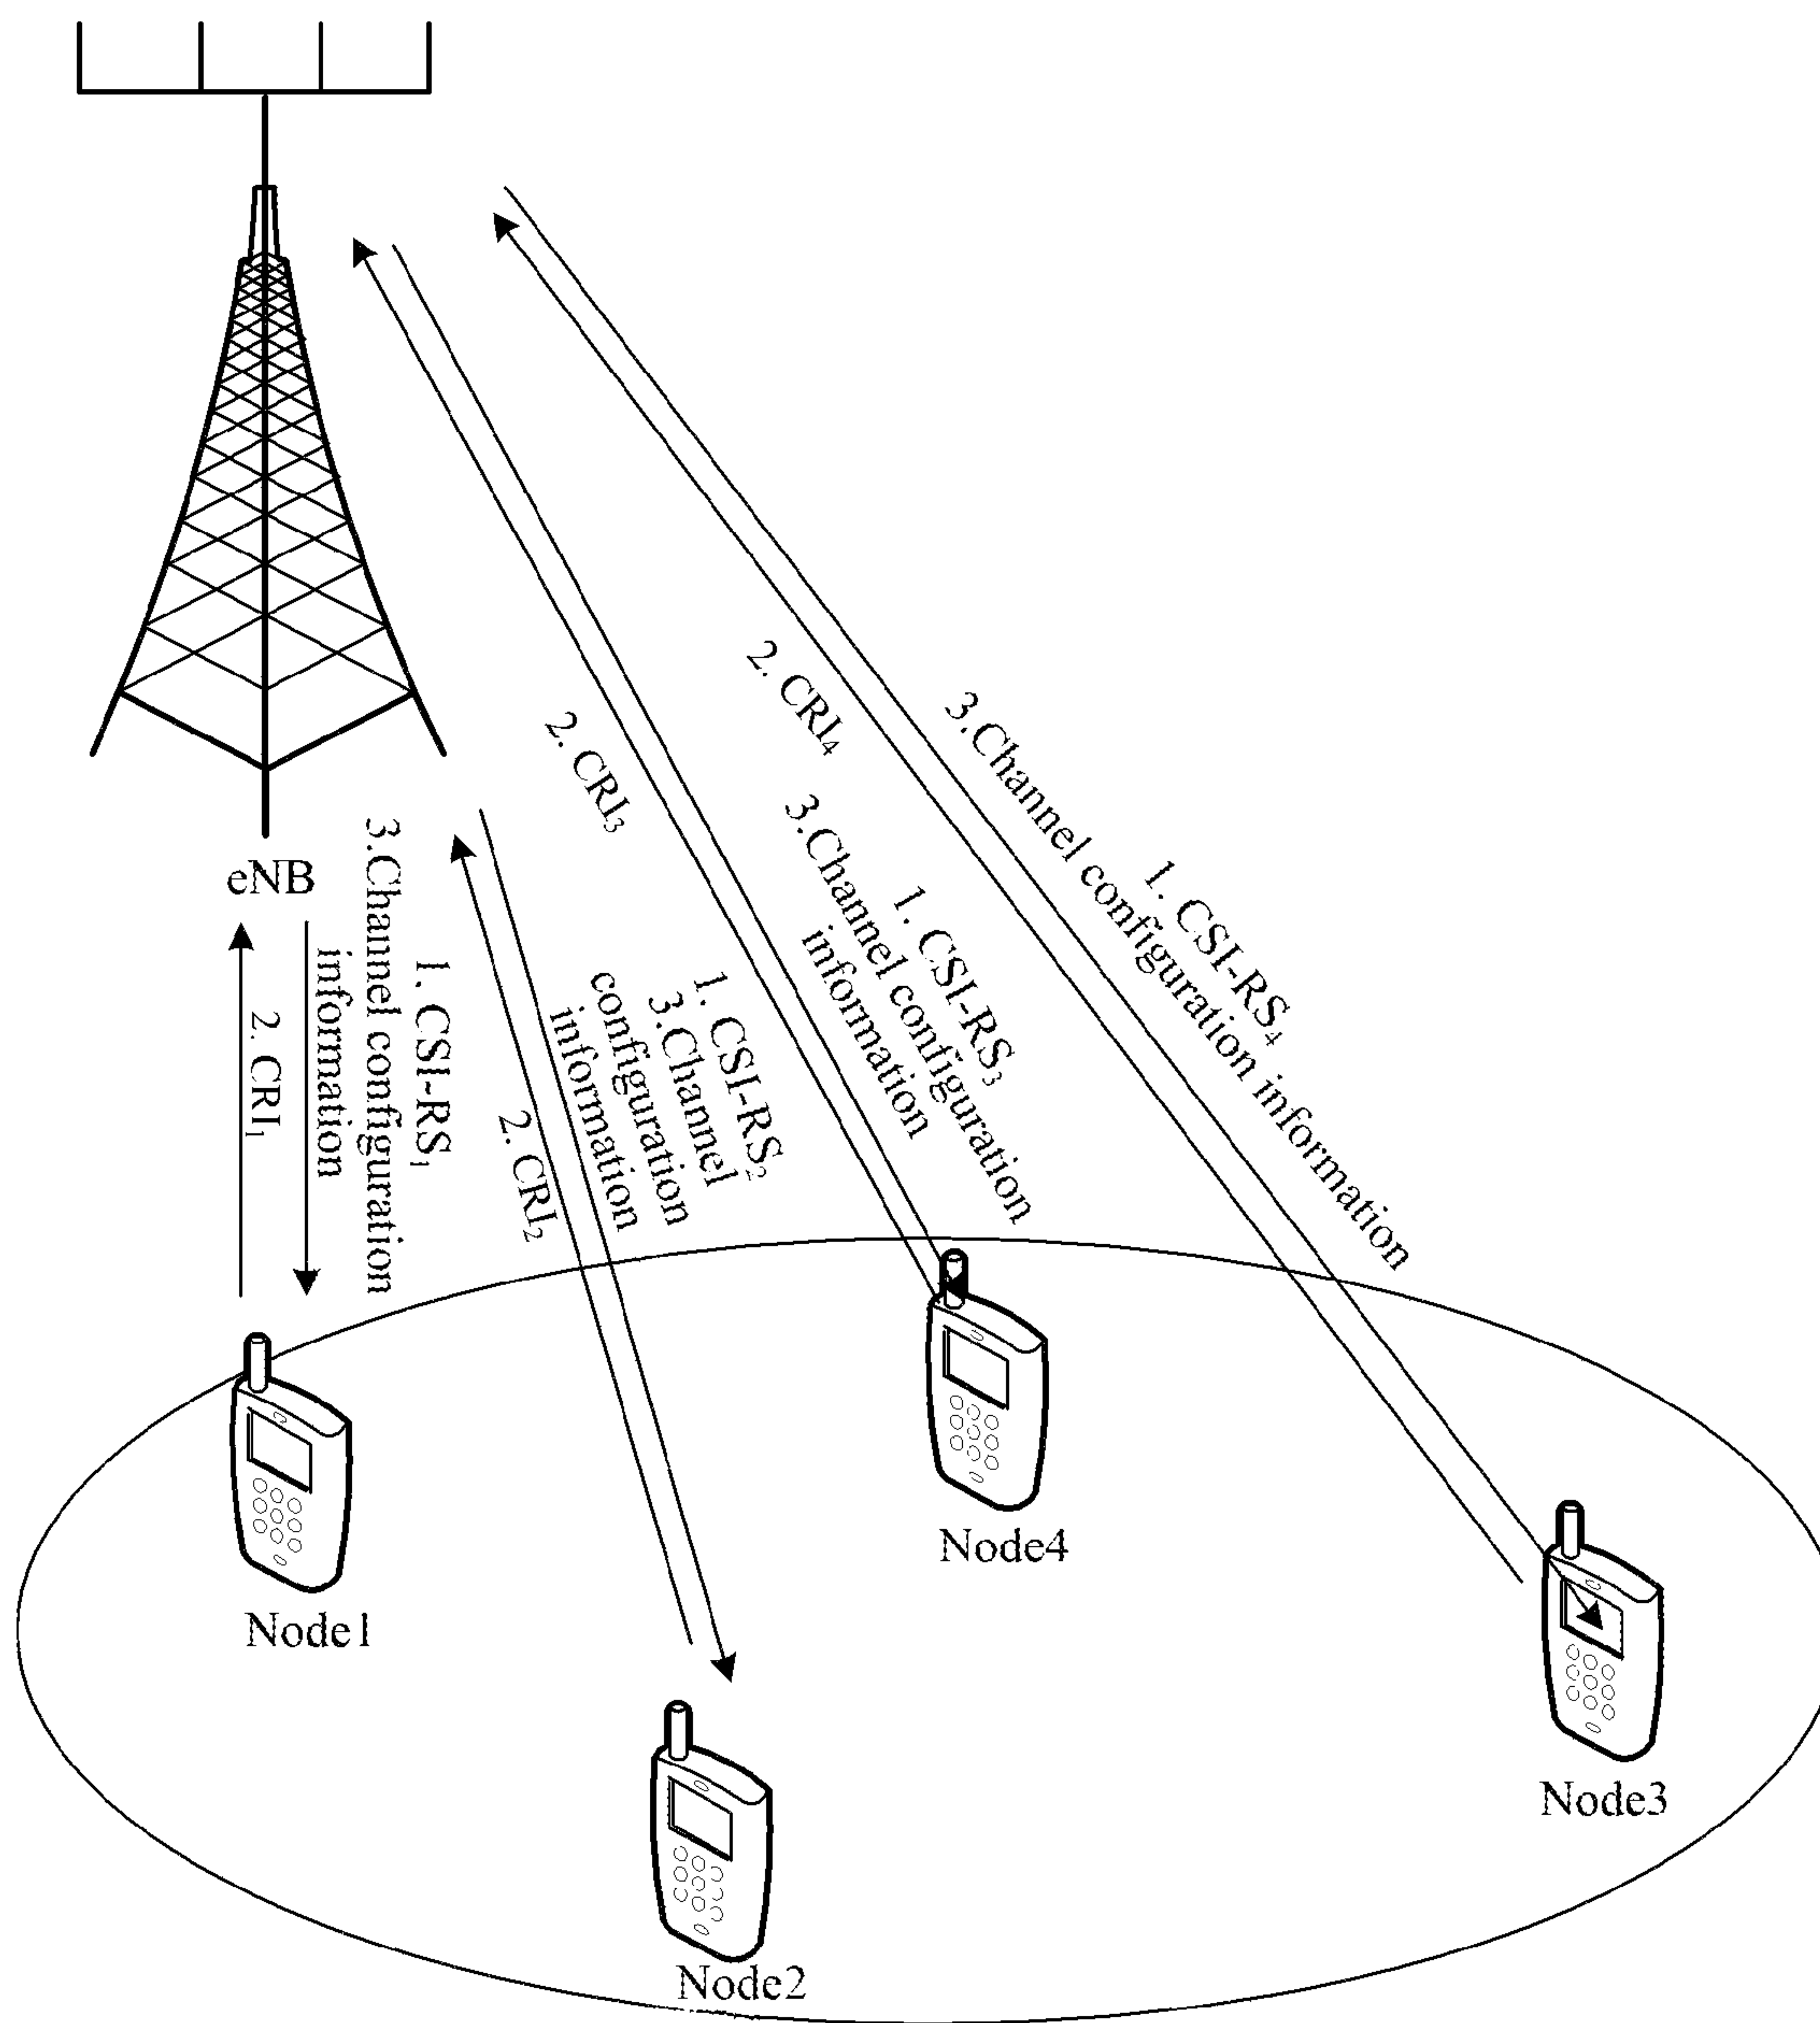 eNB
2. CRI₁
1. CSI-RS₁
3.Channel configuration
information
2. CRI₂
1. CSI-RS₂
3.Channel
configuration
information
2. CRI₃
1. CSI-RS₃
3.Channel configuration
information
2. CRI₄
1. CSI-RS₄
3.Channel configuration information
Node1
Node4
Node3
Node2